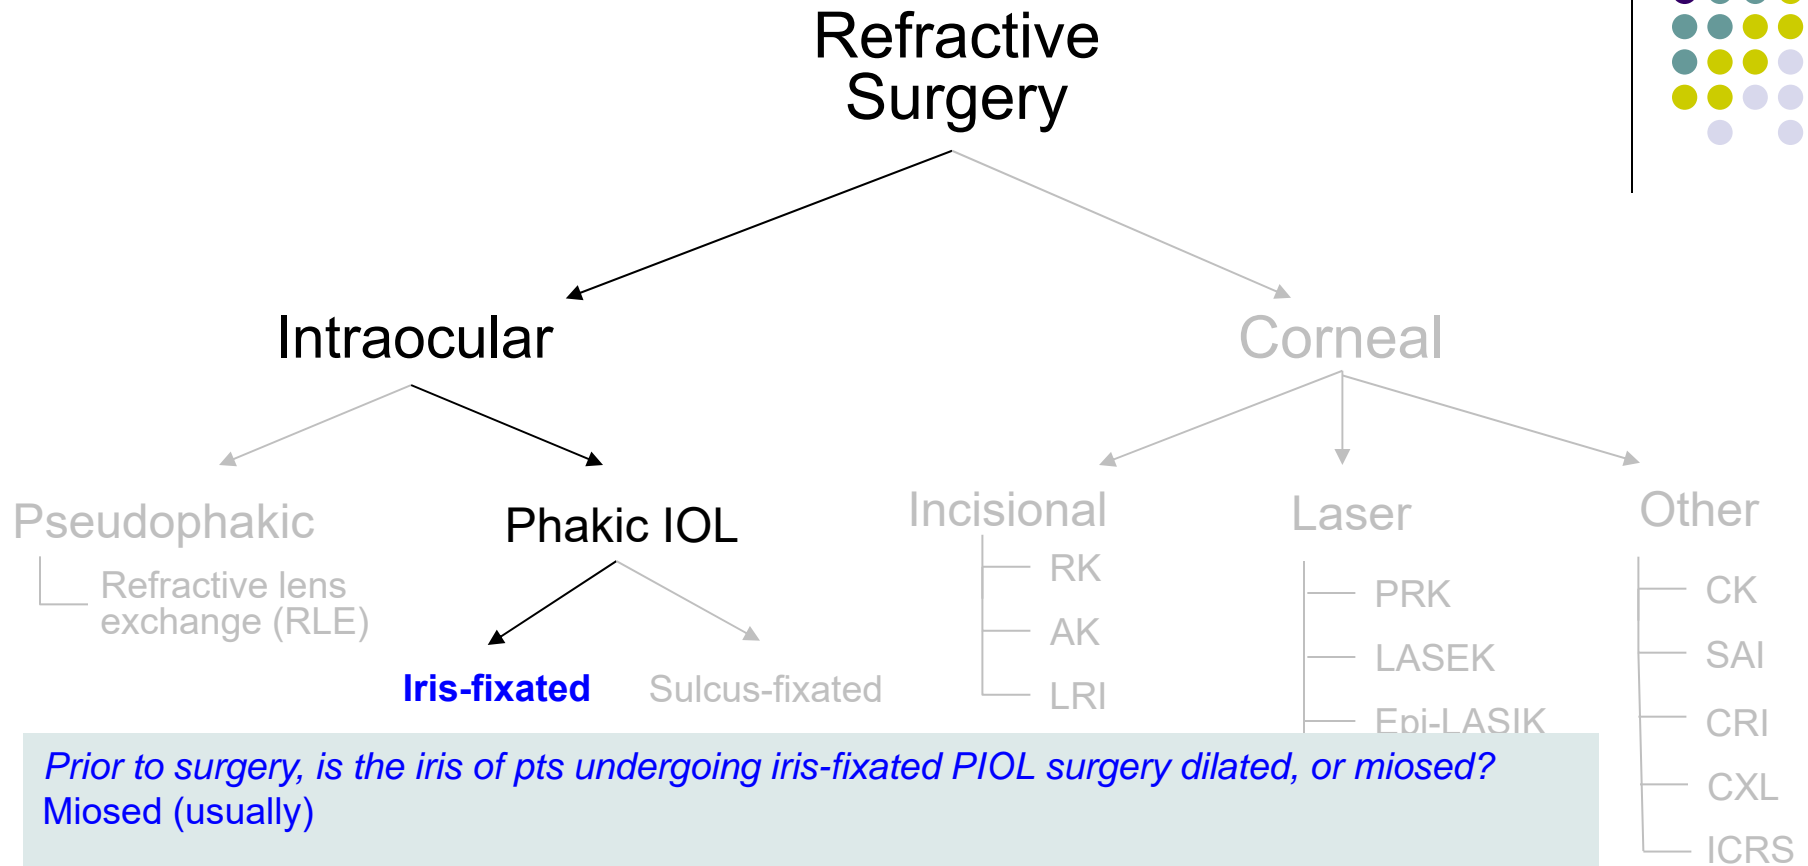 Refractive
Surgery
Intraocular
Corneal
Pseudophakic
Refractive lens
exchange (RLE)
Phakic IOL
Iris-fixated
Sulcus-fixated
Incisional
RK
AK
LRI
Laser
PRK
LASEK
Epi-LASIK
Other
CK
SAI
CRI
CXL
ICRS
Prior to surgery, is the iris of pts undergoing iris-fixated PIOL surgery dilated, or miosed?
Miosed (usually)